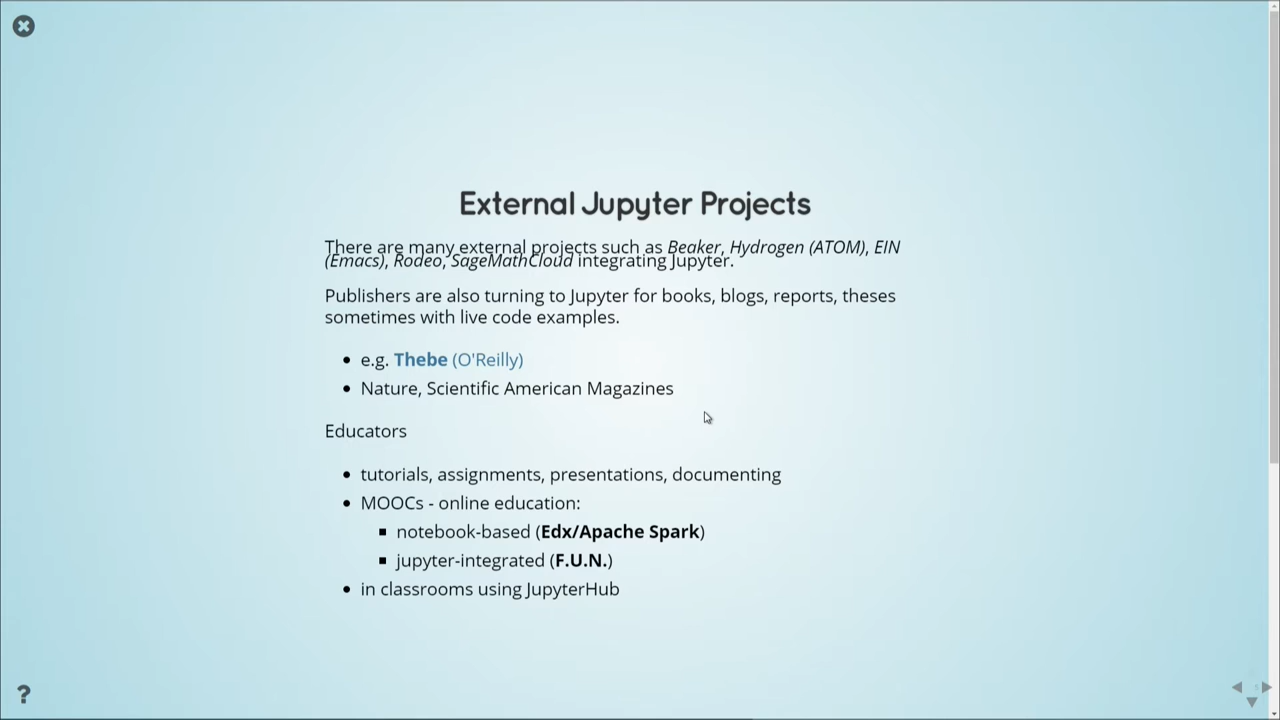 External Jupyter Projects
There are many external projects such as Beaker, Hydrogen (ATOM), EIN
(Emacs), Rodeo, SageMathCloud integrating Jupyter.
Publishers are also turning to Jupyter for books, blogs, reports, theses
sometimes with live code examples.
• e.g. Thebe (O'Reilly)
• Nature, Scientific American Magazines
Educators
• tutorials, assignments, presentations, documenting
• MOOCs - online education:
▪ notebook-based (Edx/Apache Spark)
▪ jupyter-integrated (F.U.N.)
• in classrooms using JupyterHub
?